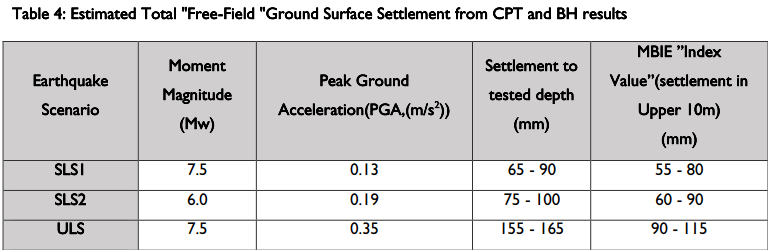 Table 4: Estimated Total "Free-Field "Ground Surface Settlement from CPT and BH results
Earthquake Scenario | Moment Magnitude (Mw) | Peak Ground Acceleration(PGA,(m/s²)) | Settlement to tested depth (mm) | MBIE ”Index Value”(settlement in Upper 10m) (mm)
SLS1 | 7.5 | 0.13 | 65 - 90 | 55 - 80
SLS2 | 6.0 | 0.19 | 75 - 100 | 60 - 90
ULS | 7.5 | 0.35 | 155 - 165 | 90 - 115